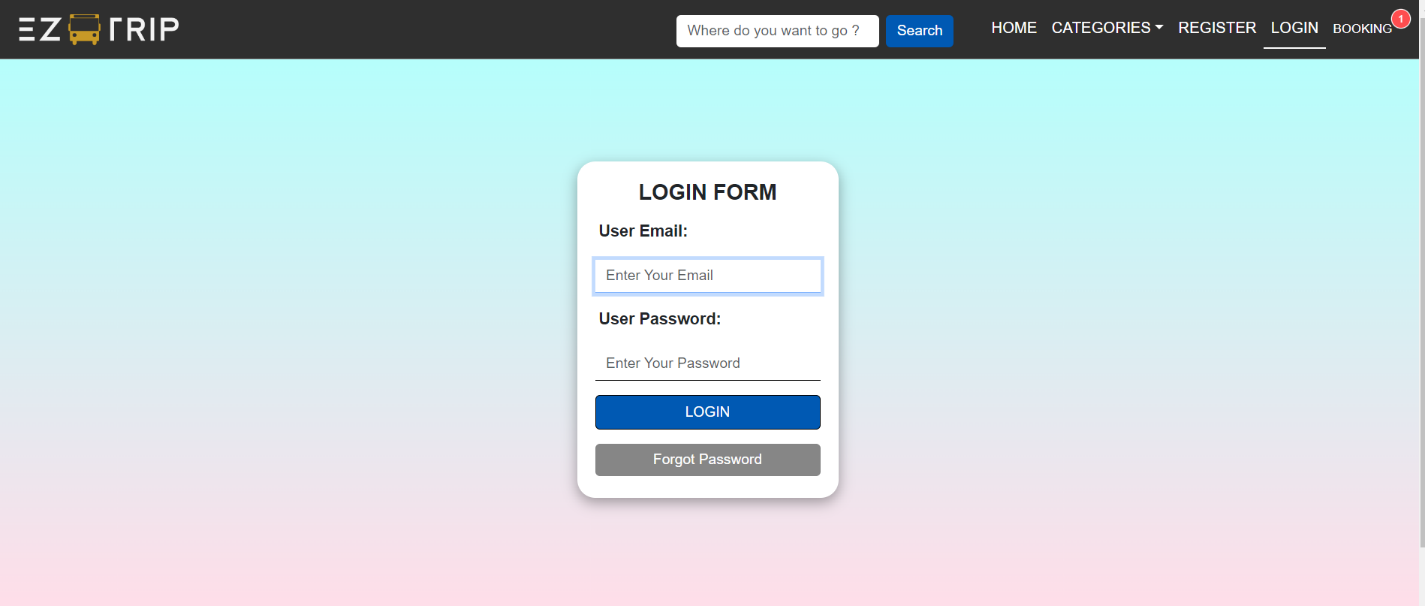 EZ TRIP
Where do you want to go ?
Search
HOME
CATEGORIES
REGISTER
LOGIN
BOOKING
1
LOGIN FORM
User Email:
Enter Your Email
User Password:
Enter Your Password
LOGIN
Forgot Password